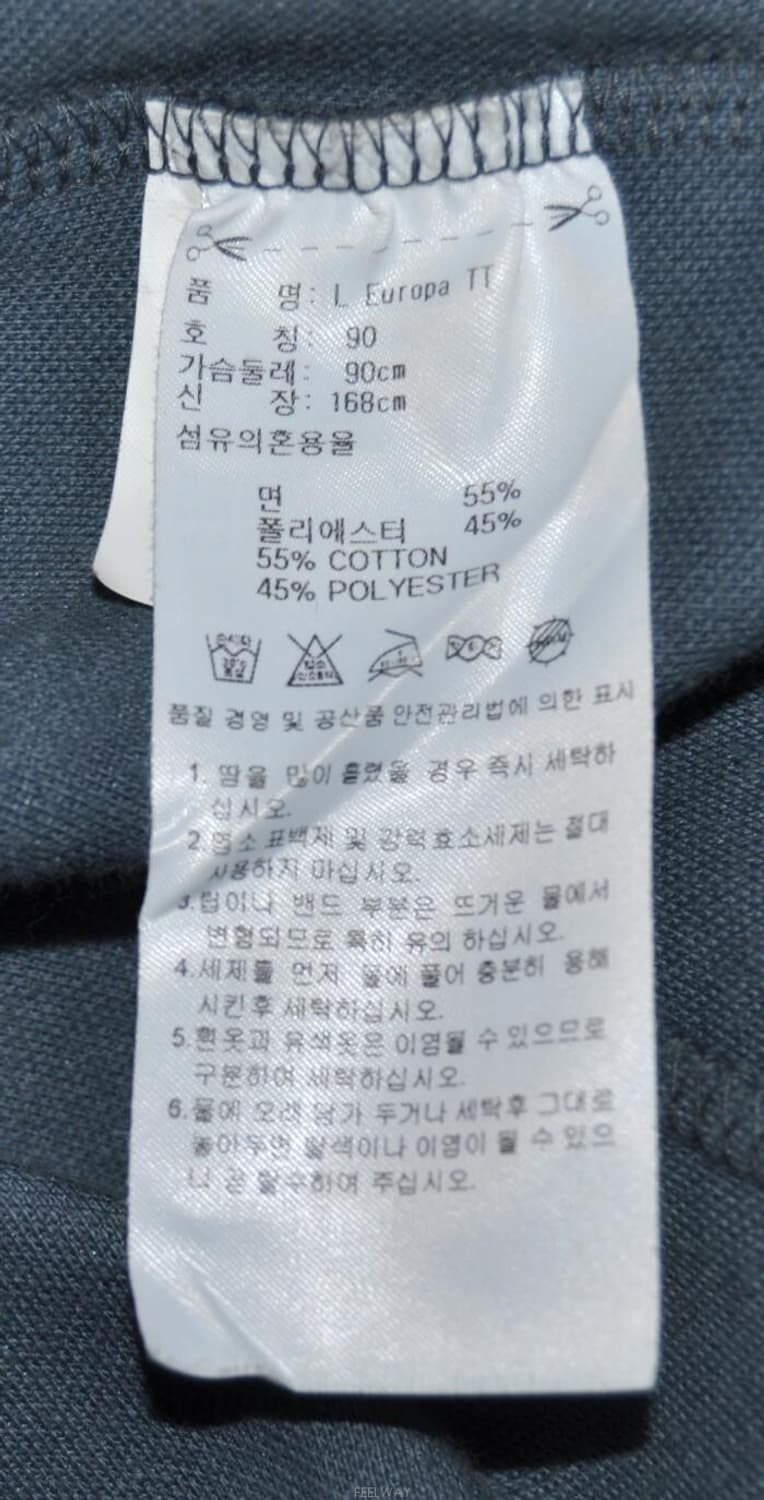 품 명: L Europa TT
호 칭: 90
가슴둘레: 90cm
신 장: 168cm
섬유의혼용율
면 55%
폴리에스터 45%
55% COTTON
45% POLYESTER
품질 경영 및 공산품 안전관리법에 의한 표시
1. 땀을 많이 흘렸을 경우 즉시 세탁하
십시오.
2 염소 표백제 및 강력효소세제는 절대
사용하지 마십시오.
3.립이나 밴드 부분은 뜨거운 물에서
변형되므로 특히 유의 하십시오.
4.세제를 먼저 물에 풀어 충분히 용해
시킨후 세탁하십시오.
5.흰옷과 유색옷은 이염될 수 있으므로
구분하여 세탁하십시오.
6.물에 오래 담가 두거나 세탁후 그대로
놓아두면 탈색이나 이염이 될 수 있으
니 곧 탈수하여 주십시오.
FEELWAY